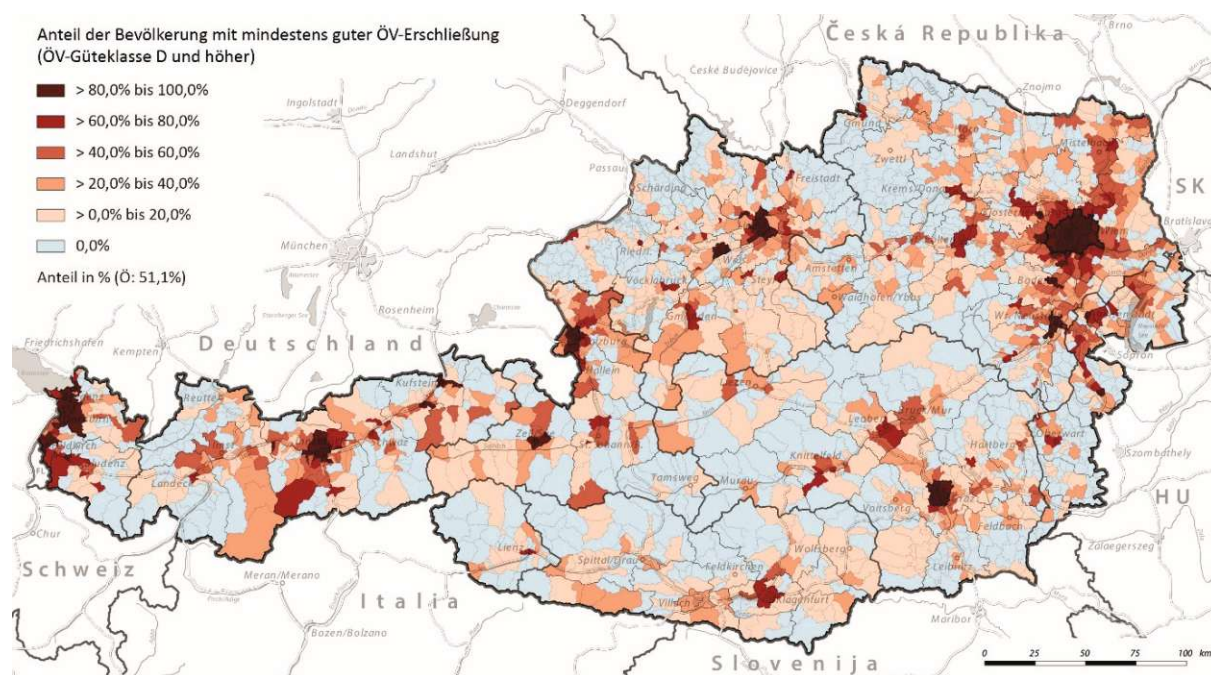 Anteil der Bevölkerung mit mindestens guter ÖV-Erschließung
(ÖV-Güteklasse D und höher)
> 80,0% bis 100,0%
> 60,0% bis 80,0%
> 40,0% bis 60,0%
> 20,0% bis 40,0%
> 0,0% bis 20,0%
0,0%
Anteil in % (Ö: 51,1%)
Česká Republika
Brno
České Budějovice
Znojmo
Ingolstadt
Deggendorf
Gmünd
Mistelbach
Landshut
Passau
Zwettl
Schärding
Freistadt
Krems/Donau
SK
Bratislava
München
Ried/I.
Wels
Vöcklabruck
Steyr
Amstetten
Waidhofen/Ybbs
Rosenheim
Gmunden
Sopron
Friedrichshafen
Kempten
Deutschland
Salzburg
Hallein
Kufstein
Reutte
Liezen
Bruck/Mur
Leoben
Hartberg
Oberwart
Szombathely
Feldkirch
Bludenz
Imst
Schwaz
Landeck
Knittelfeld
Tamsweg
Murau
Voitsberg
HU
Feldbach
Zalaegerszeg
Chur
Schweiz
Lienz
Wolfsberg
Spittal/Drau
Feldkirchen
Leibnitz
Meran/Merano
Italia
Villach
Klagenfurt
Maribor
Bozen/Bolzano
Slovenija
0 25 50 75 100 km